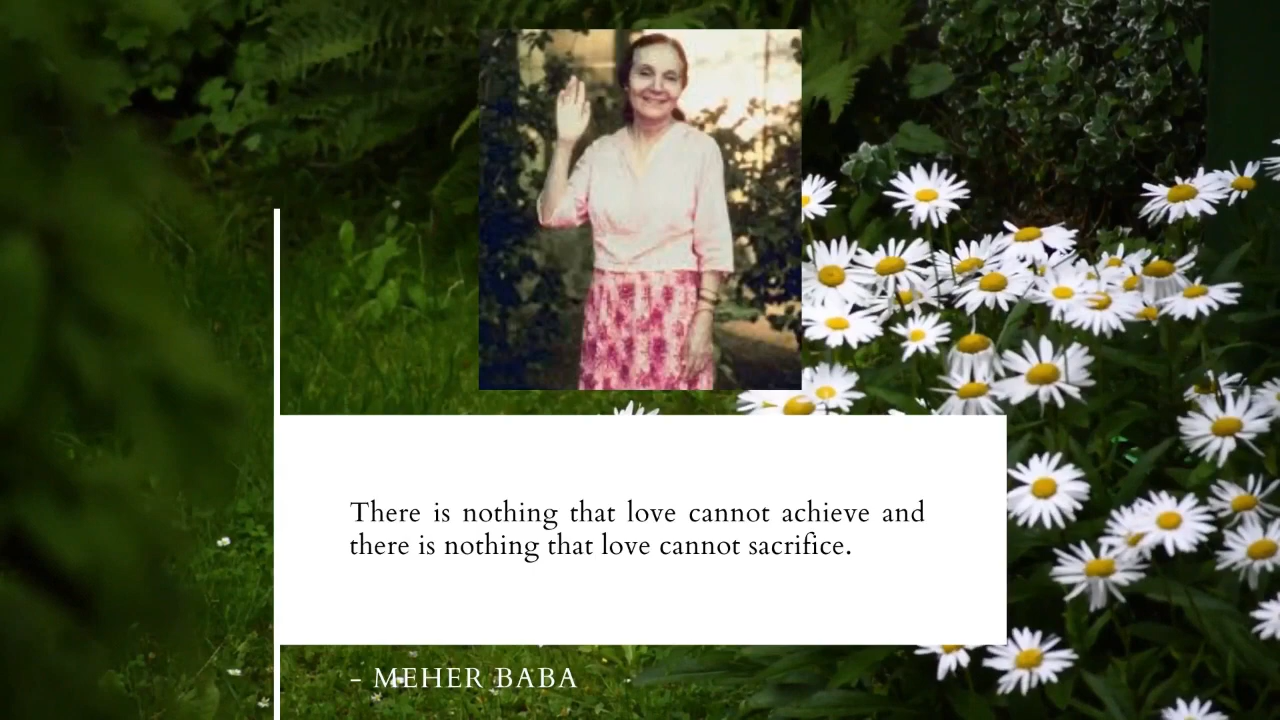 There is nothing that love cannot achieve and
there is nothing that love cannot sacrifice.
- MEHER BABA